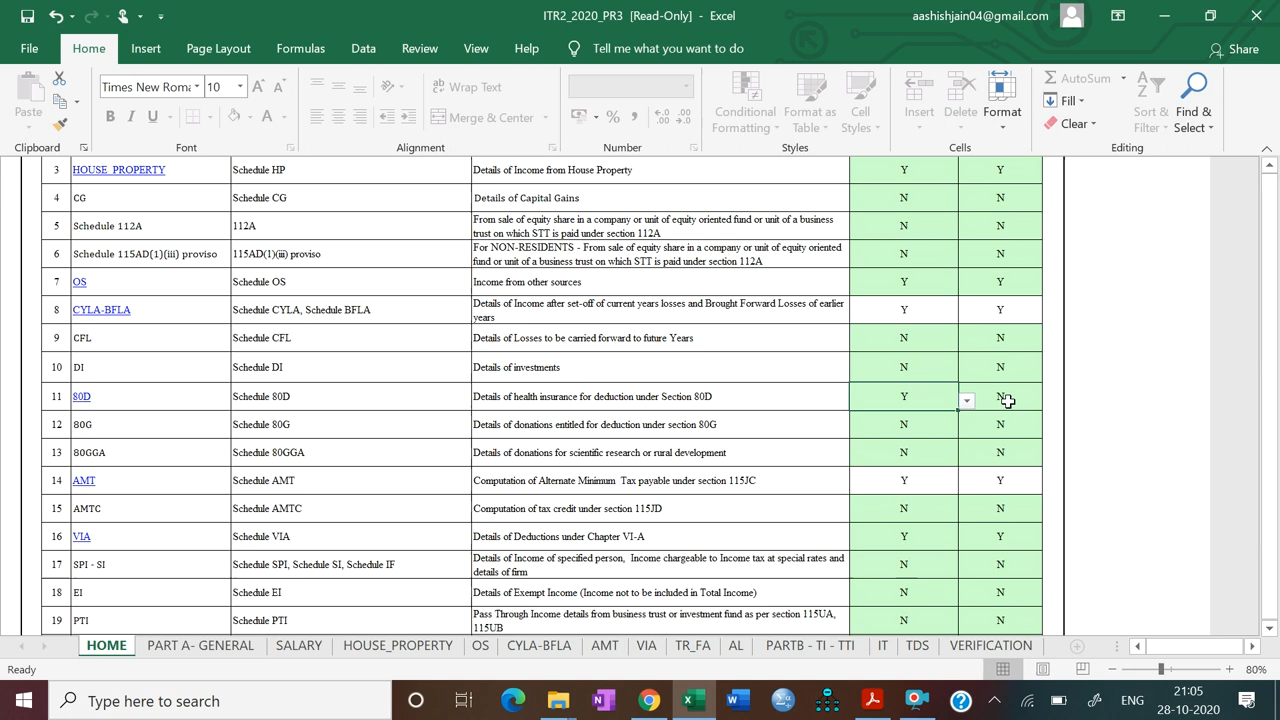 ITR2_2020_PR3 [Read-Only] - Excel
aashishjain04@gmail.com
File Home Insert Page Layout Formulas Data Review View Help Tell me what you want to do Share
Paste
Clipboard
Times New Roma 10
B I U A
Font
Wrap Text
Merge & Center
Alignment
%
Number
Conditional Formatting
Format as Table
Cell Styles
Styles
Insert Delete Format
Cells
AutoSum
Fill
Clear
Sort & Filter
Find & Select
Editing
3 HOUSE_PROPERTY Schedule HP Details of Income from House Property Y Y
4 CG Schedule CG Details of Capital Gains N N
5 Schedule 112A 112A From sale of equity share in a company or unit of equity oriented fund or unit of a business
trust on which STT is paid under section 112A N N
6 Schedule 115AD(1)(iii) proviso 115AD(1)(iii) proviso For NON-RESIDENTS - From sale of equity share in a company or unit of equity oriented
fund or unit of a business trust on which STT is paid under section 112A N N
7 OS Schedule OS Income from other sources Y Y
8 CYLA-BFLA Schedule CYLA, Schedule BFLA Details of Income after set-off of current years losses and Brought Forward Losses of earlier
years Y Y
9 CFL Schedule CFL Details of Losses to be carried forward to future Years N N
10 DI Schedule DI Details of investments N N
11 80D Schedule 80D Details of health insurance for deduction under Section 80D Y N
12 80G Schedule 80G Details of donations entitled for deduction under section 80G N N
13 80GGA Schedule 80GGA Details of donations for scientific research or rural development N N
14 AMT Schedule AMT Computation of Alternate Minimum Tax payable under section 115JC Y Y
15 AMTC Schedule AMTC Computation of tax credit under section 115JD N N
16 VIA Schedule VIA Details of Deductions under Chapter VI-A Y Y
17 SPI - SI Schedule SPI, Schedule SI, Schedule IF Details of Income of specified person, Income chargeable to Income tax at special rates and
details of firm N N
18 EI Schedule EI Details of Exempt Income (Income not to be included in Total Income) N N
19 PTI Schedule PTI Pass Through Income details from business trust or investment fund as per section 115UA,
115UB N N
HOME PART A- GENERAL SALARY HOUSE_PROPERTY OS CYLA-BFLA AMT VIA TR_FA AL PARTB - TI - TTI IT TDS VERIFICATION
Ready 80%
Type here to search
ENG
21:05
28-10-2020